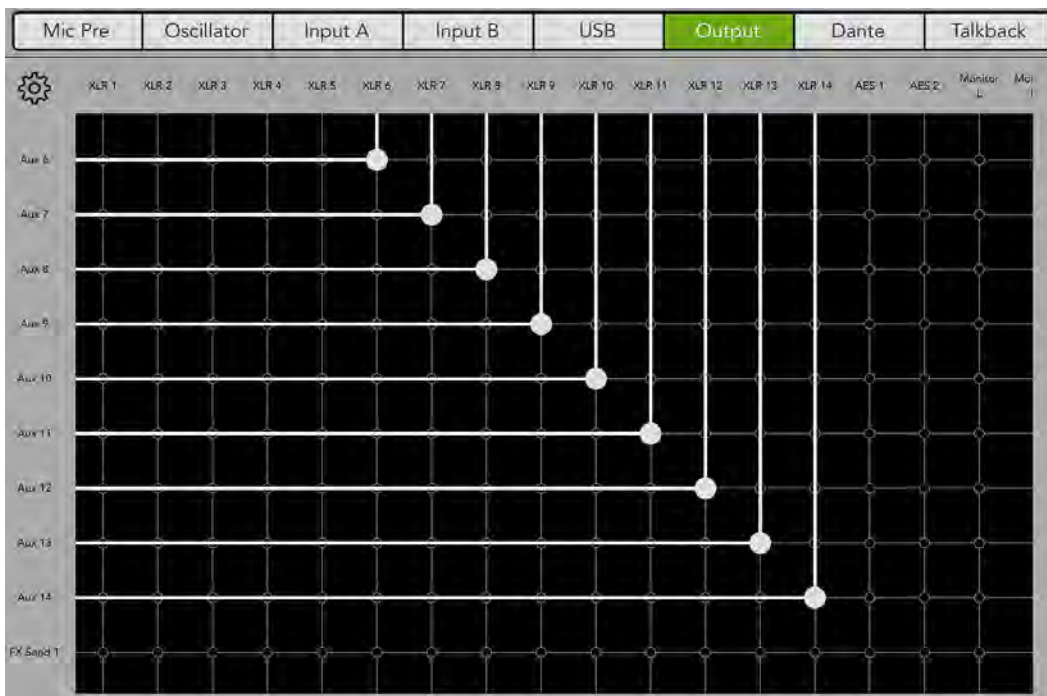 Mic Pre
Oscillator
Input A
Input B
USB
Output
Dante
Talkback
XLR 1
XLR 2
XLR 3
XLR 4
XLR 5
XLR 6
XLR 7
XLR 8
XLR 9
XLR 10
XLR 11
XLR 12
XLR 13
XLR 14
AES 1
AES 2
Monitor
L
Aux 6
Aux 7
Aux 8
Aux 9
Aux 10
Aux 11
Aux 12
Aux 13
Aux 14
FX Send 1